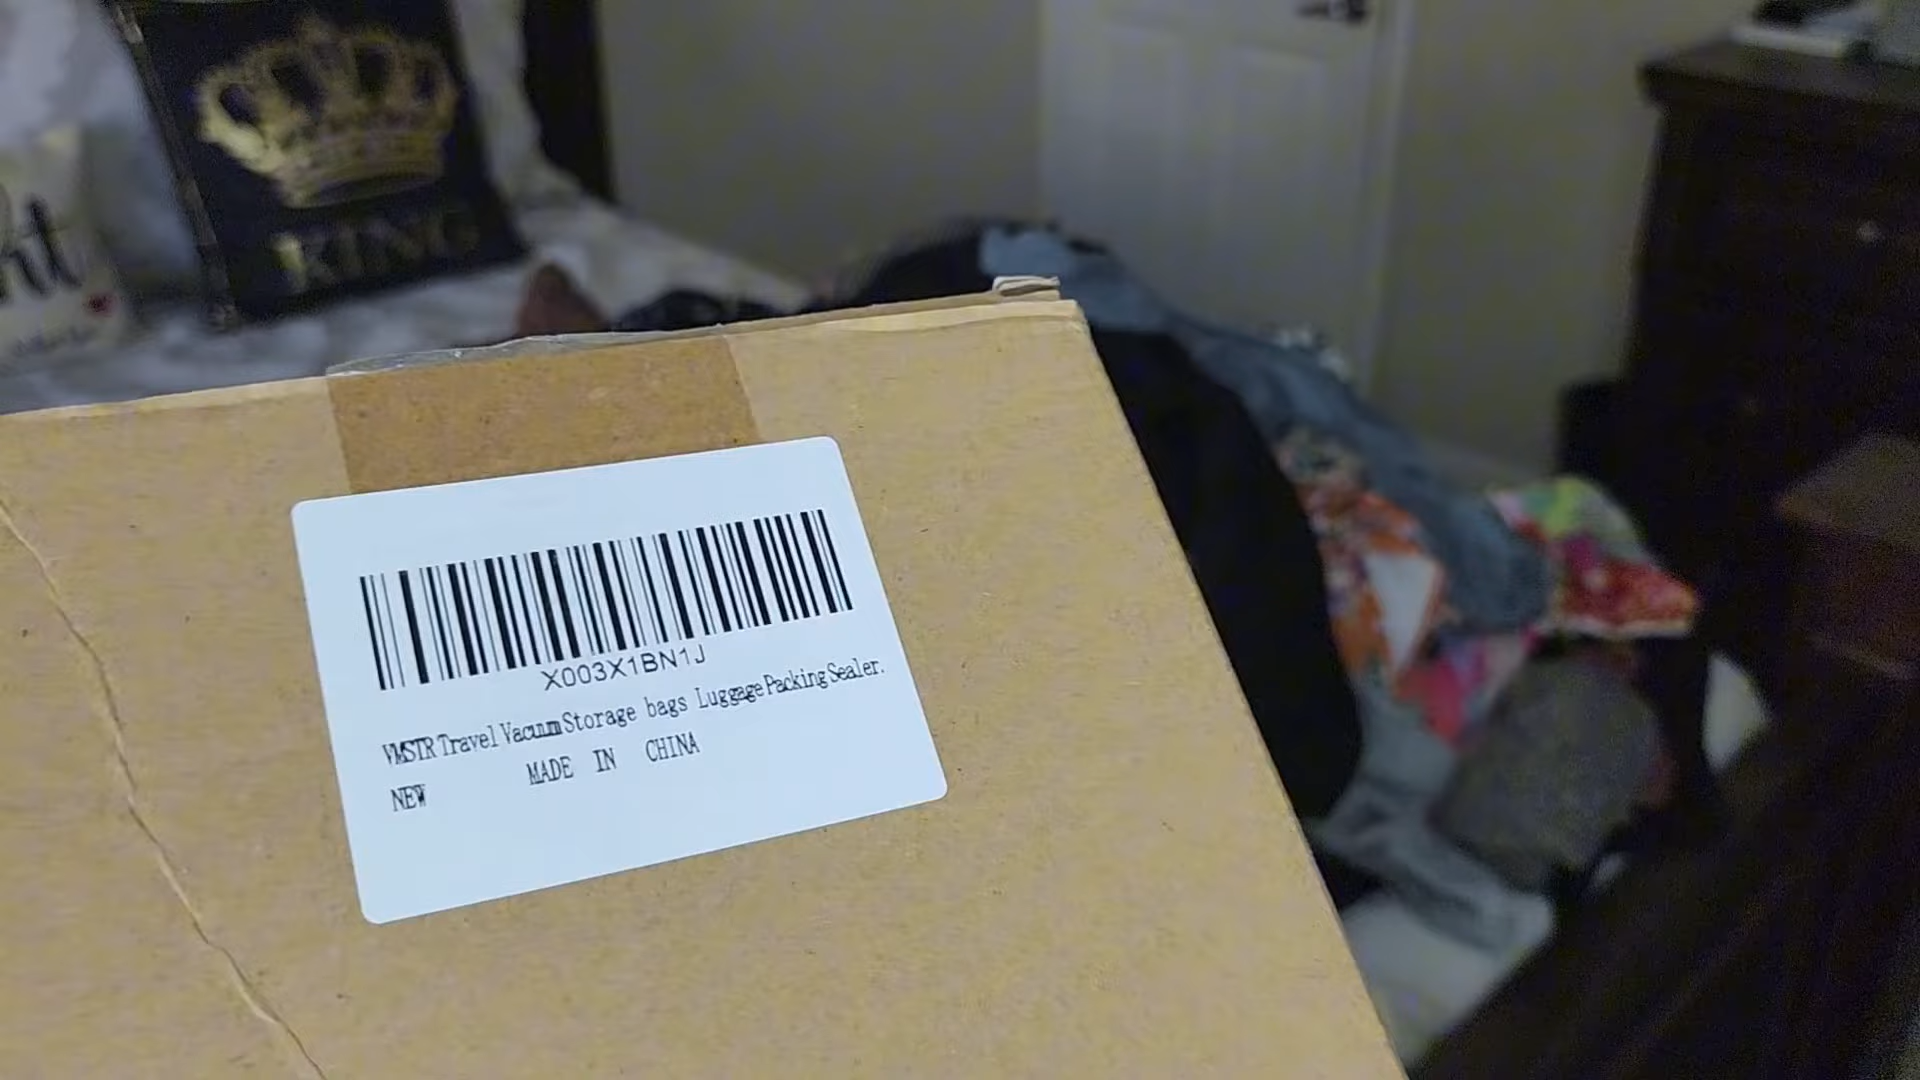 KING
X003X1BN1J
VMSTR Travel Vacuum Storage bags Luggage Packing Sealer.
NEW MADE IN CHINA